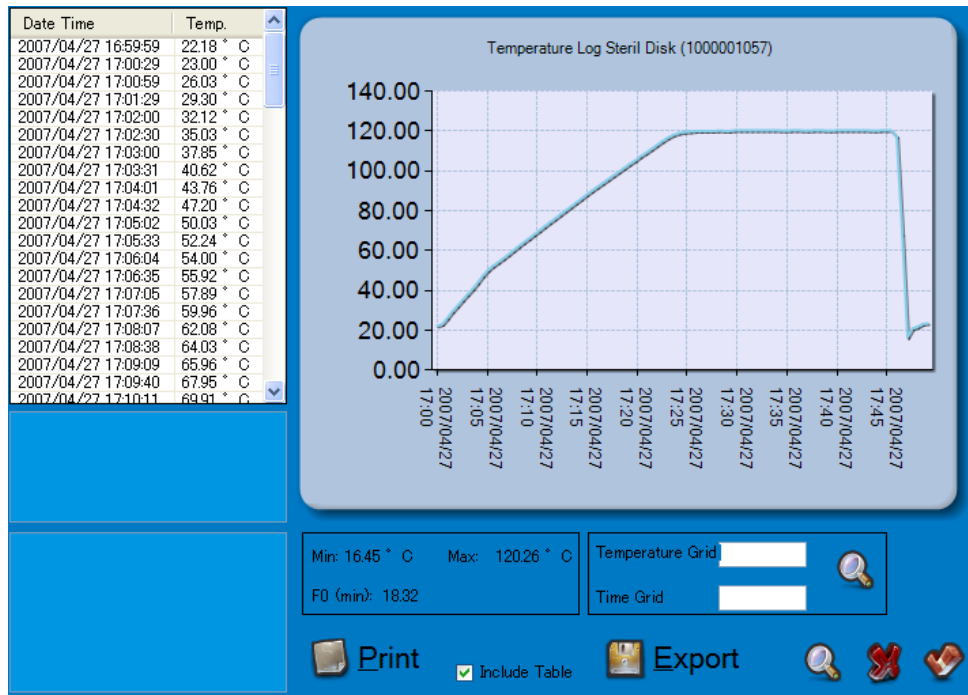 Date Time Temp.
2007/04/27 16:59:59 22.18 ° C
2007/04/27 17:00:29 23.00 ° C
2007/04/27 17:00:59 26.03 ° C
2007/04/27 17:01:29 29.30 ° C
2007/04/27 17:02:00 32.12 ° C
2007/04/27 17:02:30 35.03 ° C
2007/04/27 17:03:00 37.85 ° C
2007/04/27 17:03:31 40.62 ° C
2007/04/27 17:04:01 43.76 ° C
2007/04/27 17:04:32 47.20 ° C
2007/04/27 17:05:02 50.03 ° C
2007/04/27 17:05:33 52.24 ° C
2007/04/27 17:06:04 54.00 ° C
2007/04/27 17:06:35 55.92 ° C
2007/04/27 17:07:05 57.89 ° C
2007/04/27 17:07:36 59.96 ° C
2007/04/27 17:08:07 62.08 ° C
2007/04/27 17:08:38 64.03 ° C
2007/04/27 17:09:09 65.96 ° C
2007/04/27 17:09:40 67.95 ° C
2007/04/27 17:10:11 69.91 ° C
Temperature Log Steril Disk (1000001057)
140.00
120.00
100.00
80.00
60.00
40.00
20.00
0.00
2007/04/27
17:00
2007/04/27
17:05
2007/04/27
17:10
2007/04/27
17:15
2007/04/27
17:20
2007/04/27
17:25
2007/04/27
17:30
2007/04/27
17:35
2007/04/27
17:40
2007/04/27
17:45
Min: 16.45 ° C Max: 120.26 ° C
F0 (min): 18.32
Temperature Grid
Time Grid
Print
Include Table
Export